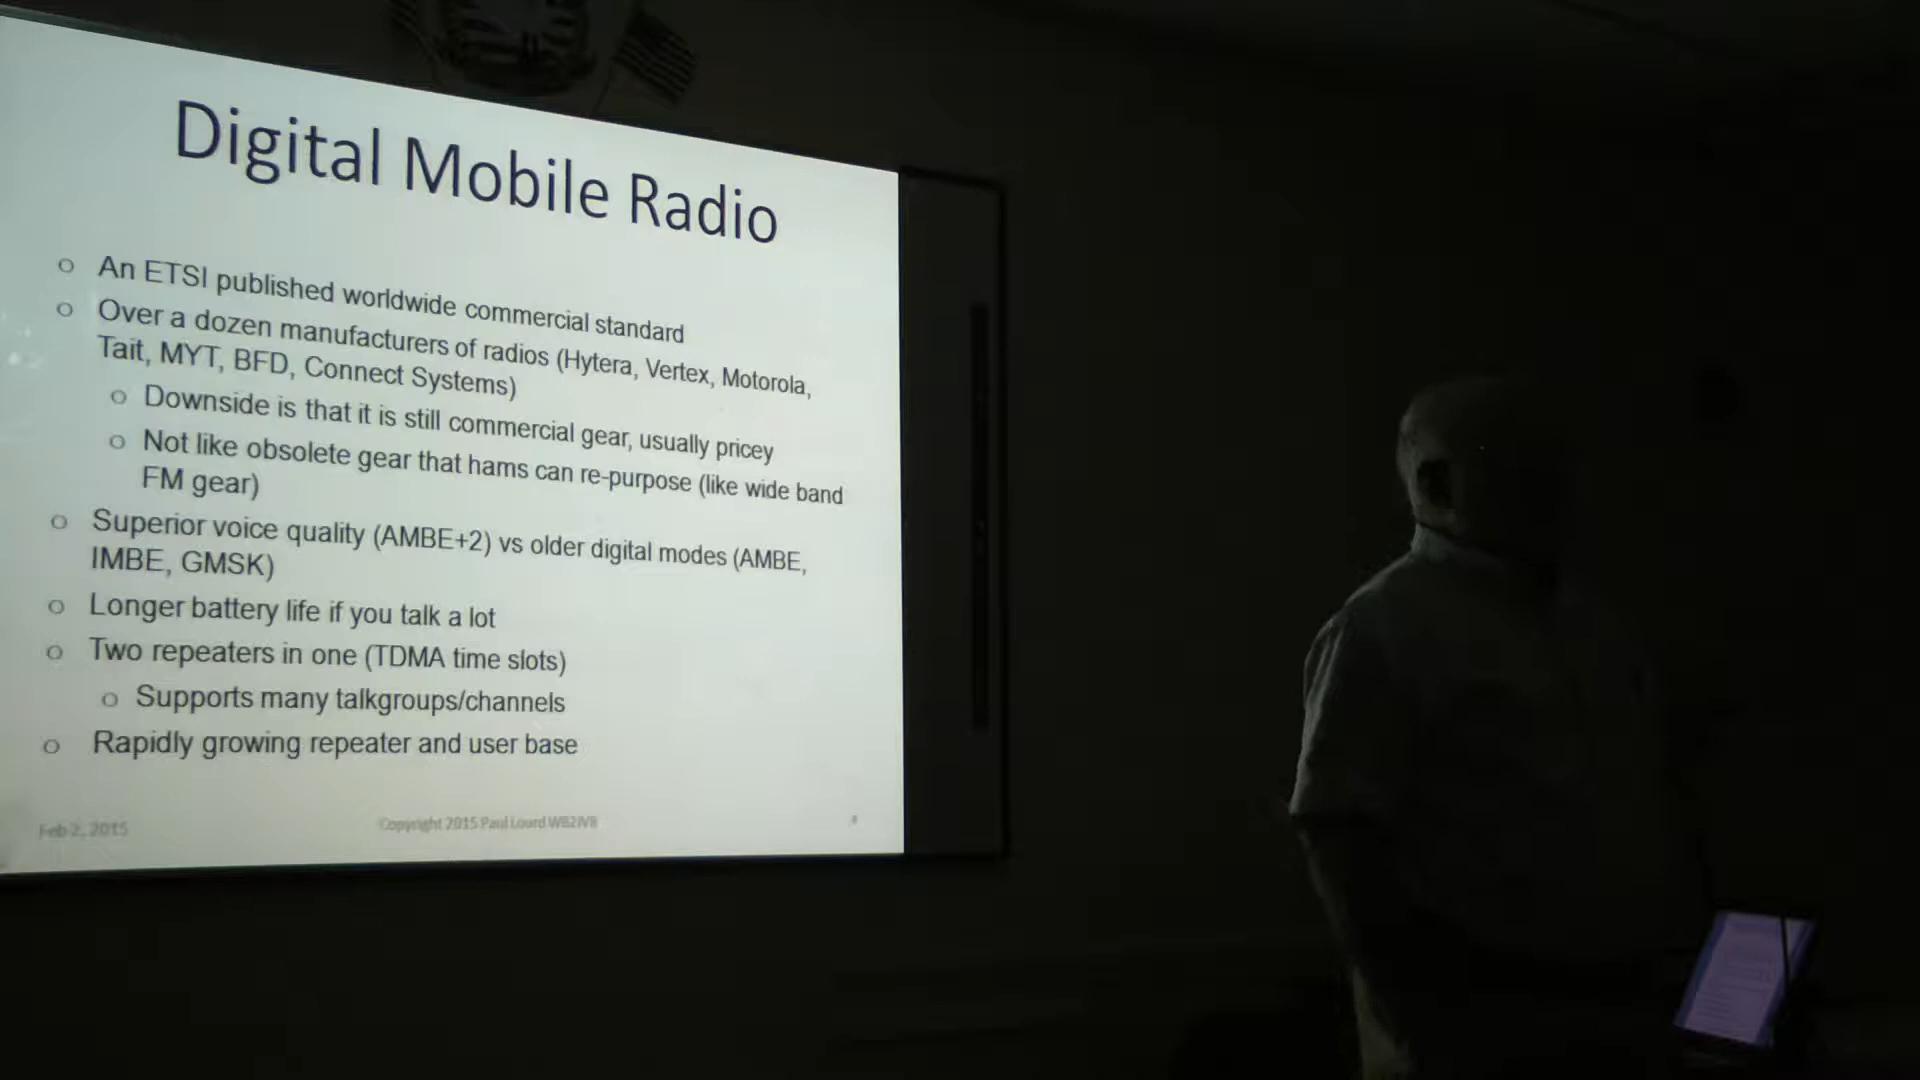 Digital Mobile Radio
o An ETSI published worldwide commercial standard
o Over a dozen manufacturers of radios (Hytera, Vertex, Motorola,
Tait, MYT, BFD, Connect Systems)
o Downside is that it is still commercial gear, usually pricey
o Not like obsolete gear that hams can re-purpose (like wide band
FM gear)
o Superior voice quality (AMBE+2) vs older digital modes (AMBE,
IMBE, GMSK)
o Longer battery life if you talk a lot
o Two repeaters in one (TDMA time slots)
o Supports many talkgroups/channels
o Rapidly growing repeater and user base
Feb 2, 2015
Copyright 2015 Paul Lourd